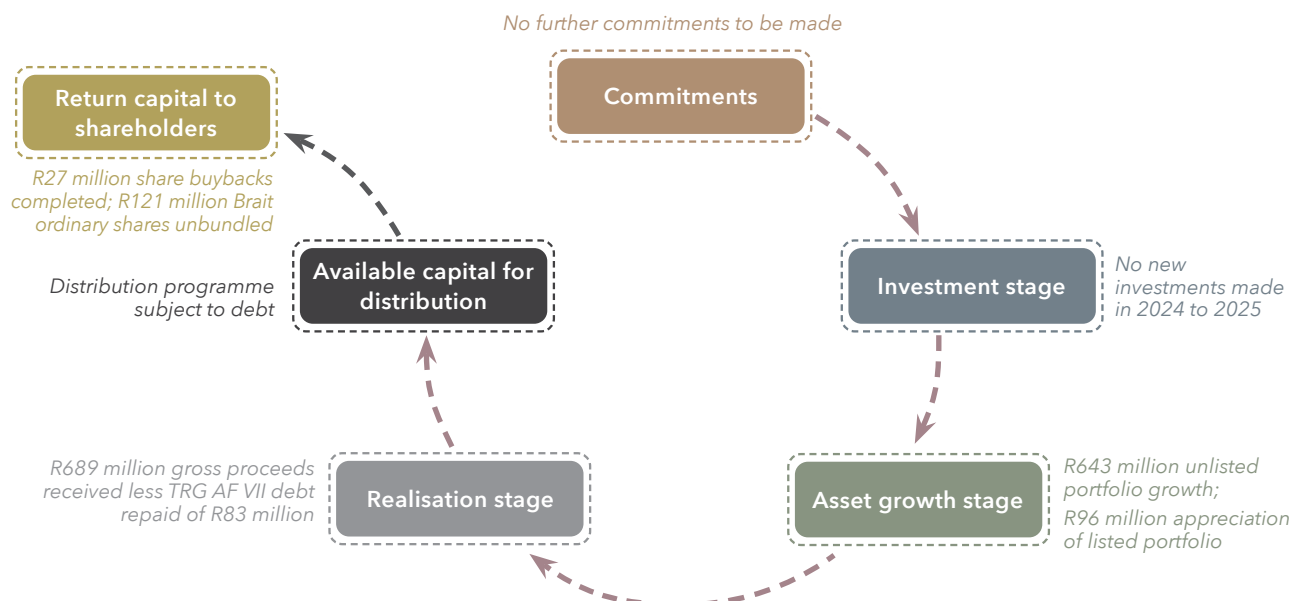 No further commitments to be made
Commitments
Return capital to
shareholders
R27 million share buybacks
completed; R121 million Brait
ordinary shares unbundled
Available capital for
distribution
Distribution programme
subject to debt
Investment stage
No new
investments made
in 2024 to 2025
R689 million gross proceeds
received less TRG AF VII debt
repaid of R83 million
Realisation stage
Asset growth stage
R643 million unlisted
portfolio growth;
R96 million appreciation
of listed portfolio